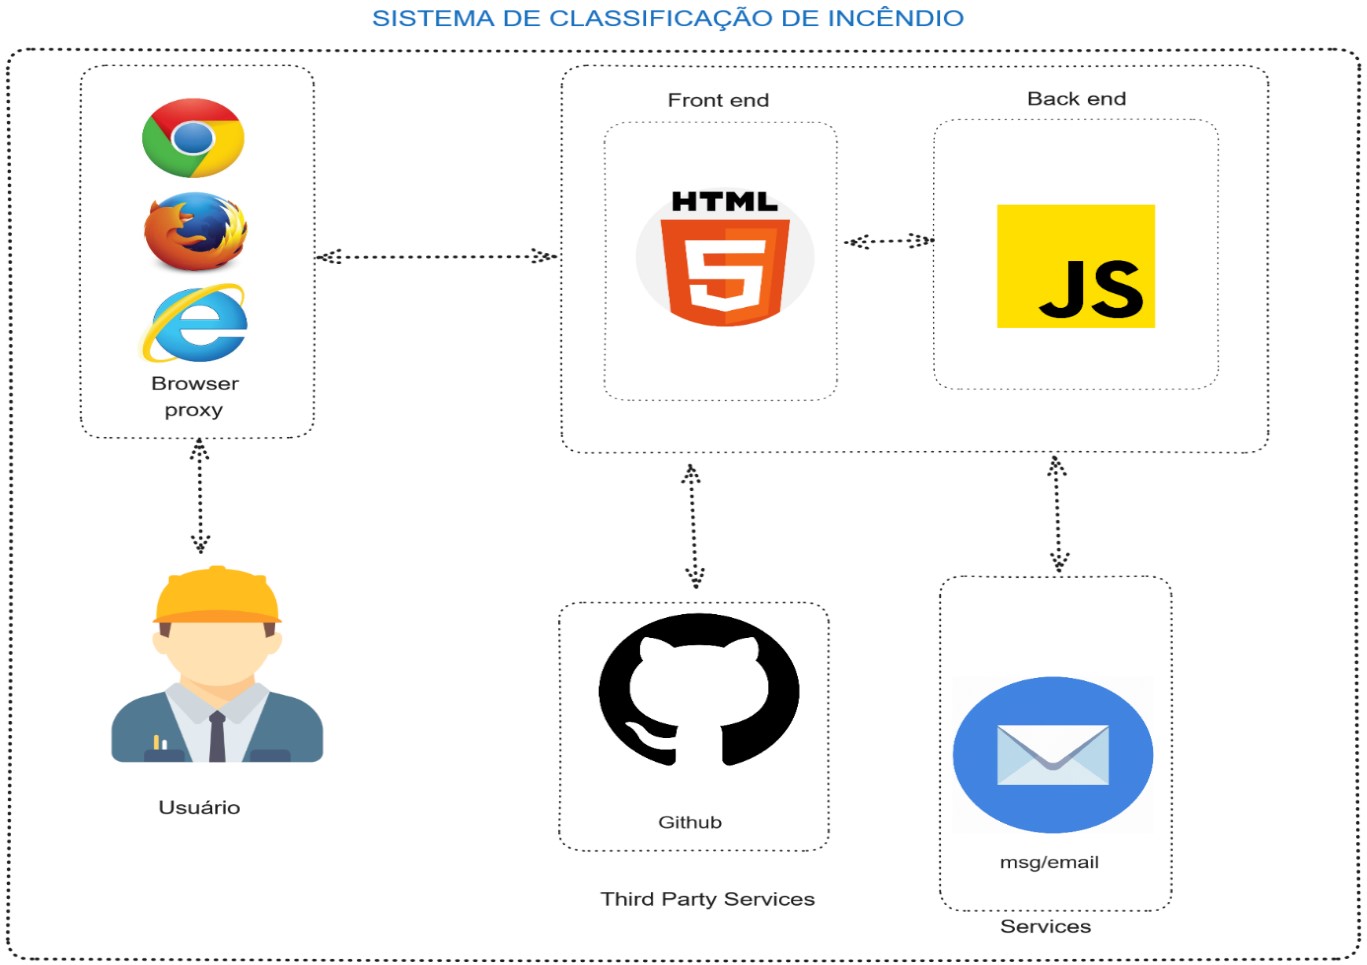 SISTEMA DE CLASSIFICAÇÃO DE INCÊNDIO
Front end
Back end
HTML
5
JS
Browser
proxy
Usuário
Github
msg/email
Third Party Services
Services